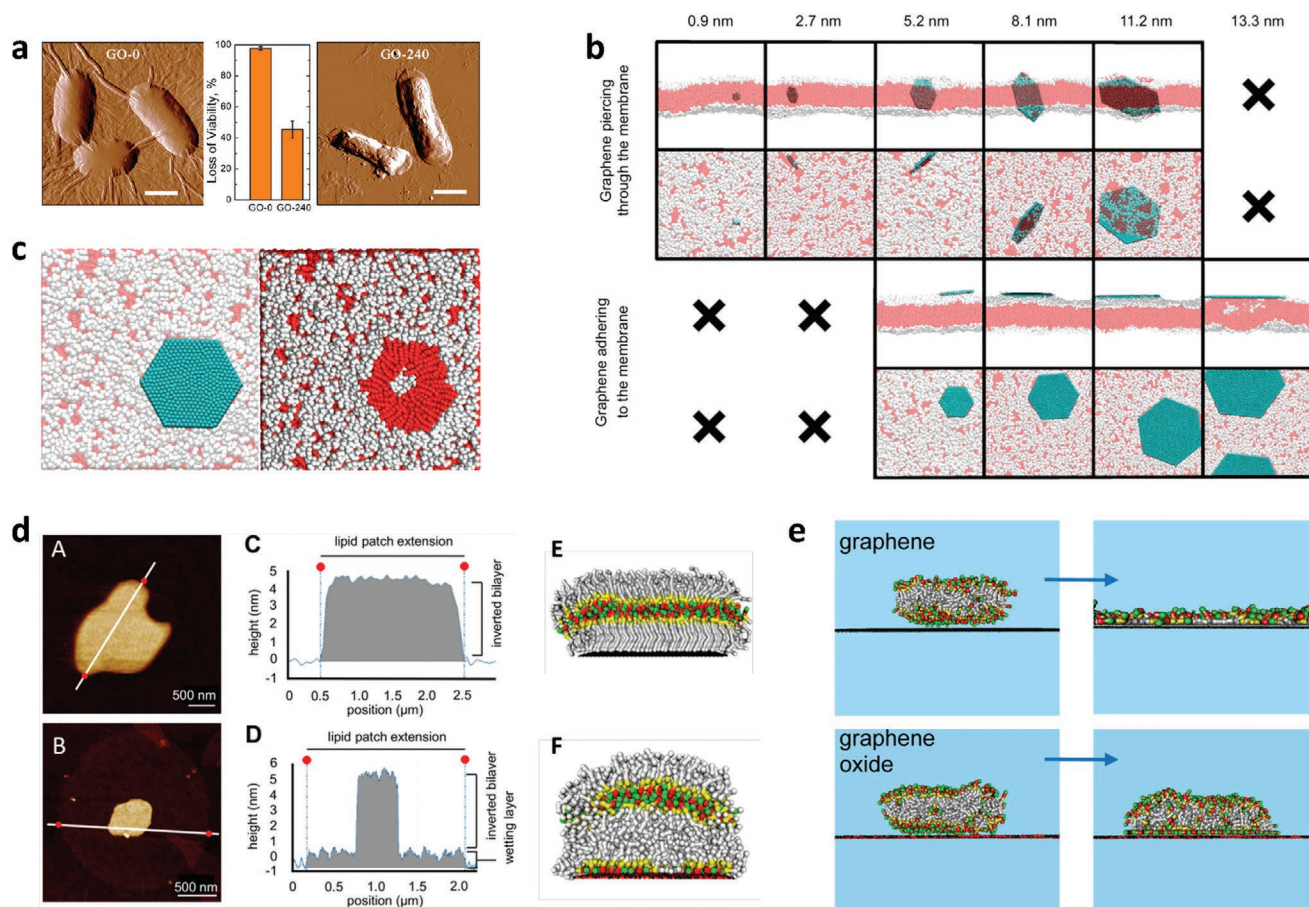 a
GO-0
Loss of Viability, %
100
80
60
40
20
0
GO-0 GO-240
GO-240
b
0.9 nm 2.7 nm 5.2 nm 8.1 nm 11.2 nm 13.3 nm
Graphene piercing
through the membrane
Graphene adhering
to the membrane
c
d
A
500 nm
B
500 nm
C
lipid patch extension
height (nm)
5
4
3
2
1
0
-1
0 0.5 1.0 1.5 2.0 2.5
position (µm)
inverted bilayer
D
lipid patch extension
height (nm)
6
5
4
3
2
1
0
-1
0 0.5 1.0 1.5 2.0
position (µm)
inverted bilayer
wetting layer
E
F
e
graphene
graphene
oxide